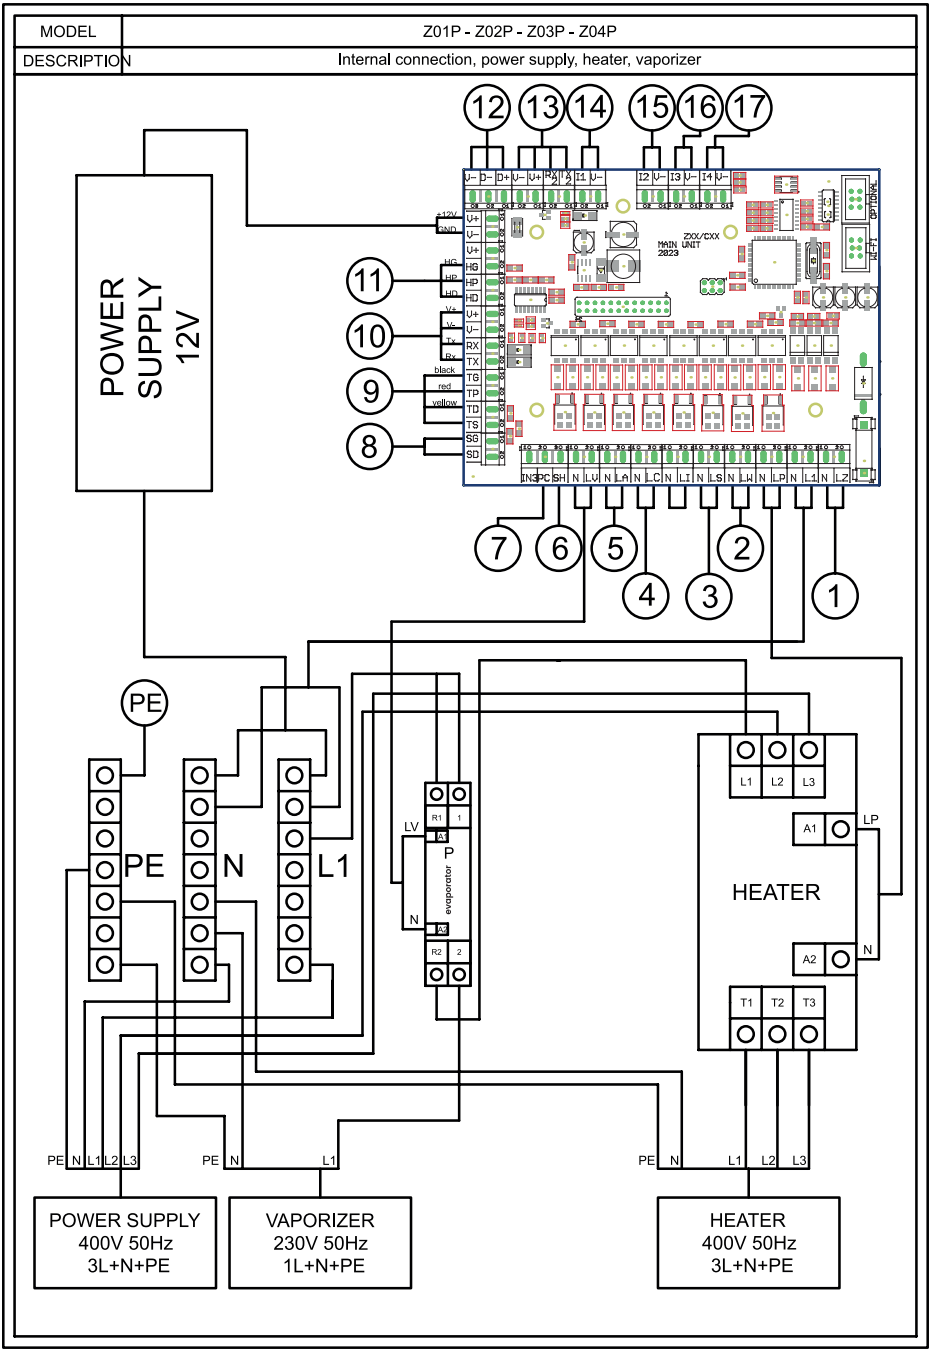 MODEL
Z01P - Z02P - Z03P - Z04P
DESCRIPTION
Internal connection, power supply, heater, vaporizer
12
13
14
15
16
17
V- D- D+ V- V+ RX2 TX2 I1 V-
I2 V- I3 V- I4 V-
OPTIONAL
WI-FI
ZXX/CXX
MAIN UNIT
2023
POWER
SUPPLY
12V
+12V
GND
V+
V-
V+
11
HG
HP
HD
HG
HP
HD
10
V+
V-
Tx
Rx
V+
V-
RX
TX
9
black
red
yellow
TG
TP
TD
TS
8
SG
SD
IN3 PC SH N LV N LA N LC N LI N LS N LW N LP N L1 N LZ
7
6
5
4
3
2
1
PE
PE
N
L1
R1
1
LV
A1
P
evaporator
N
A2
R2
2
L1
L2
L3
A1
LP
HEATER
A2
N
T1
T2
T3
PE N L1 L2 L3
PE N L1
PE N L1 L2 L3
POWER SUPPLY
400V 50Hz
3L+N+PE
VAPORIZER
230V 50Hz
1L+N+PE
HEATER
400V 50Hz
3L+N+PE